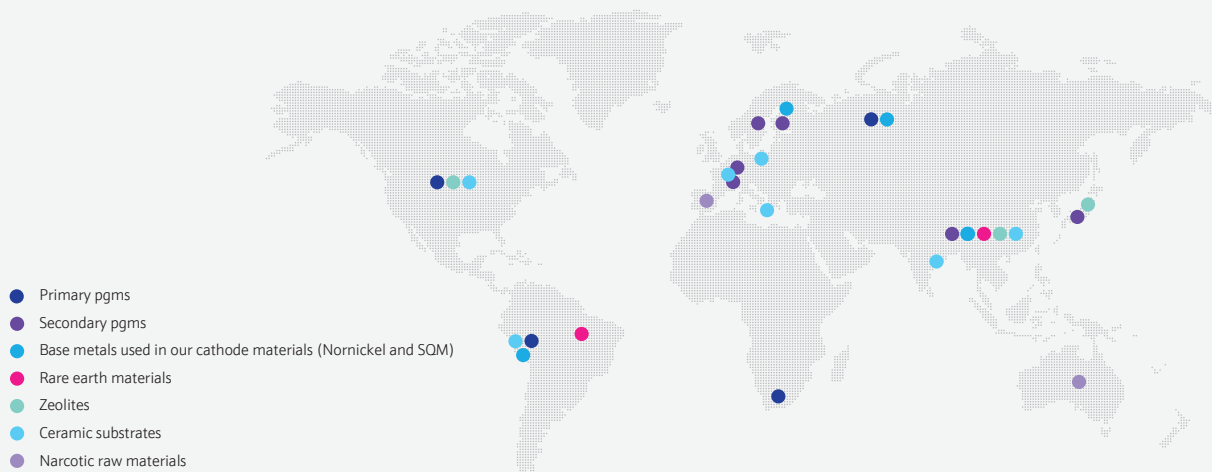 Primary pgms
Secondary pgms
Base metals used in our cathode materials (Nornickel and SQM)
Rare earth materials
Zeolites
Ceramic substrates
Narcotic raw materials